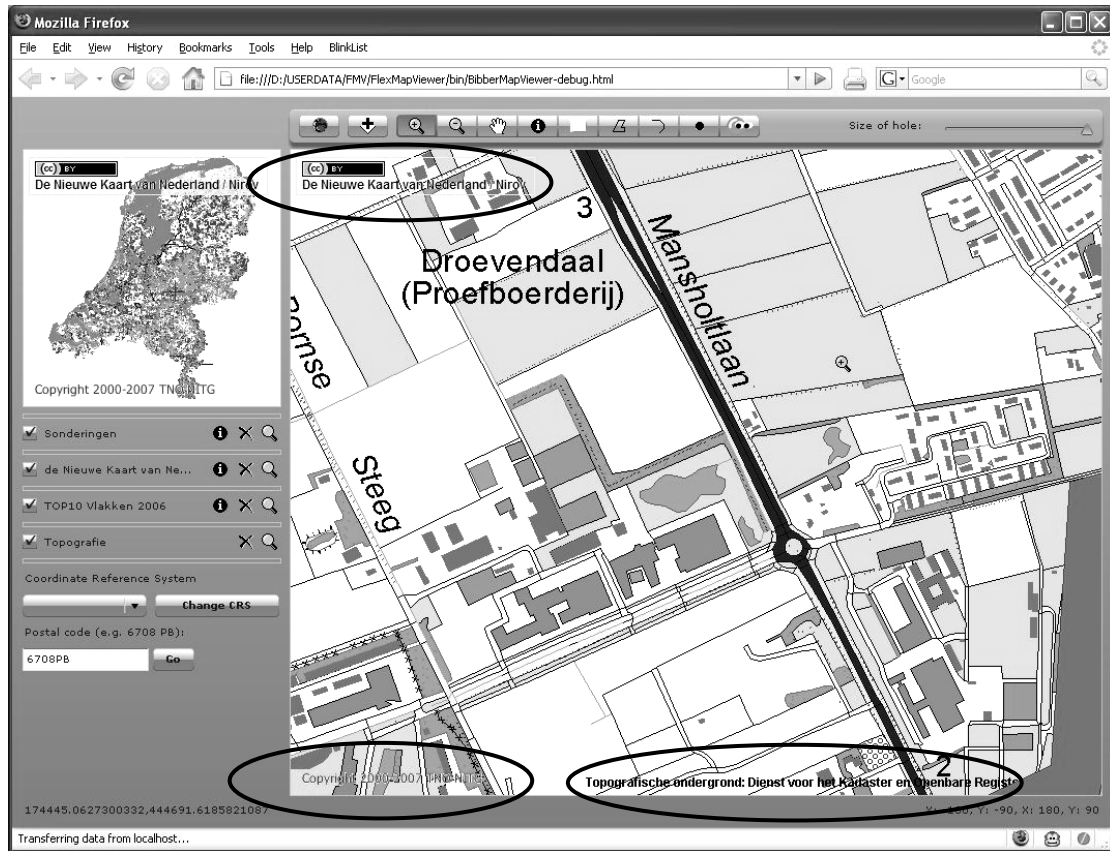 Mozilla Firefox
File Edit View History Bookmarks Tools Help BlinkList
file:///D:/USERDATA/FMV/FlexMapViewer/bin/BibberMapViewer-debug.html
G Google
Size of hole:
(cc) BY
De Nieuwe Kaart van Nederland / Nirov
Copyright 2000-2007 TNO-NITG
(cc) BY
De Nieuwe Kaart van Nederland / Nirov
3
Droevendaal
(Proefboerderij)
Mansholtlaan
Bornse
Steeg
2
Copyright 2000-2007 TNO-NITG
Topografische ondergrond: Dienst voor het Kadaster en Openbare Registe
Sonderingen
de Nieuwe Kaart van Ne...
TOP10 Vlakken 2006
Topografie
Coordinate Reference System
Change CRS
Postal code (e.g. 6708 PB):
6708PB
Go
174445.0627300332,444691.6185821087
X: -180, Y: -90, X: 180, Y: 90
Transferring data from localhost...